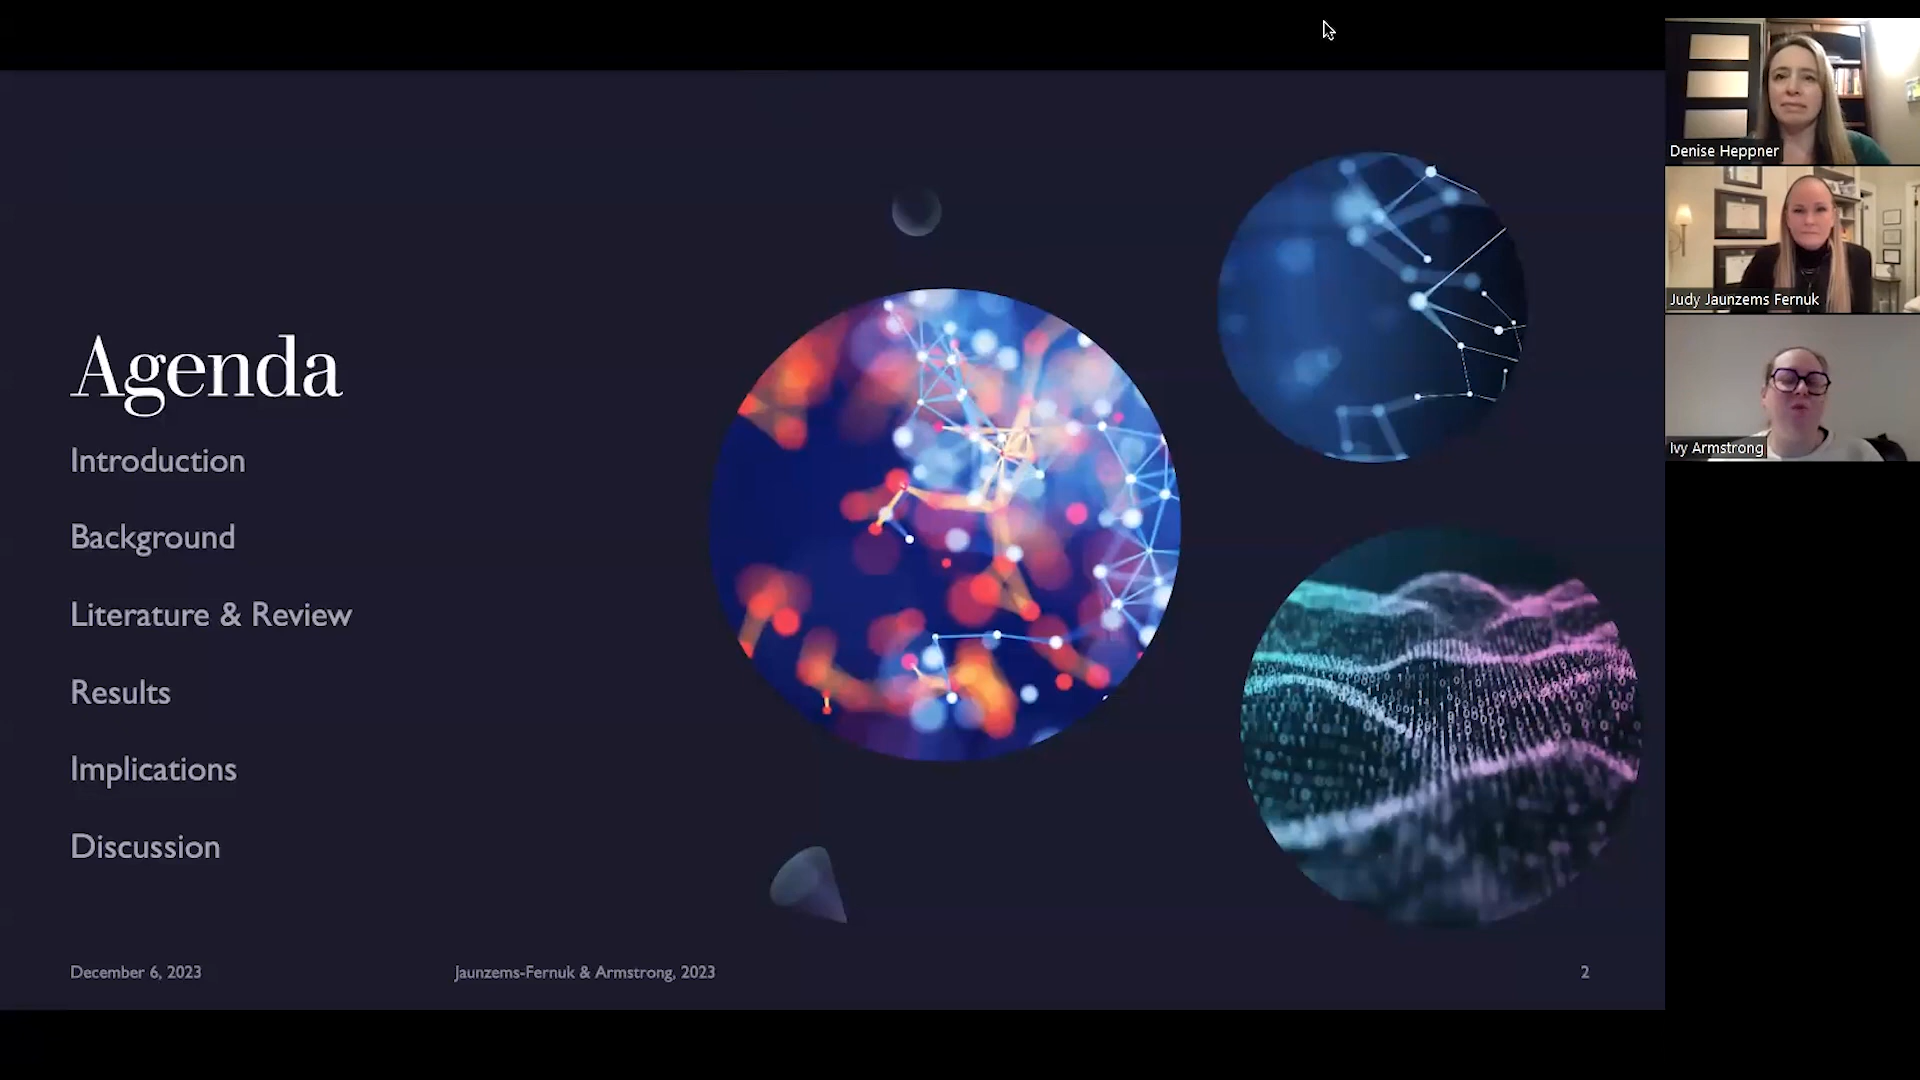 Agenda
Introduction
Background
Literature & Review
Results
Implications
Discussion
December 6, 2023
Jaunzems-Fernuk & Armstrong, 2023
2
Denise Heppner
Judy Jaunzems Fernuk
Ivy Armstrong